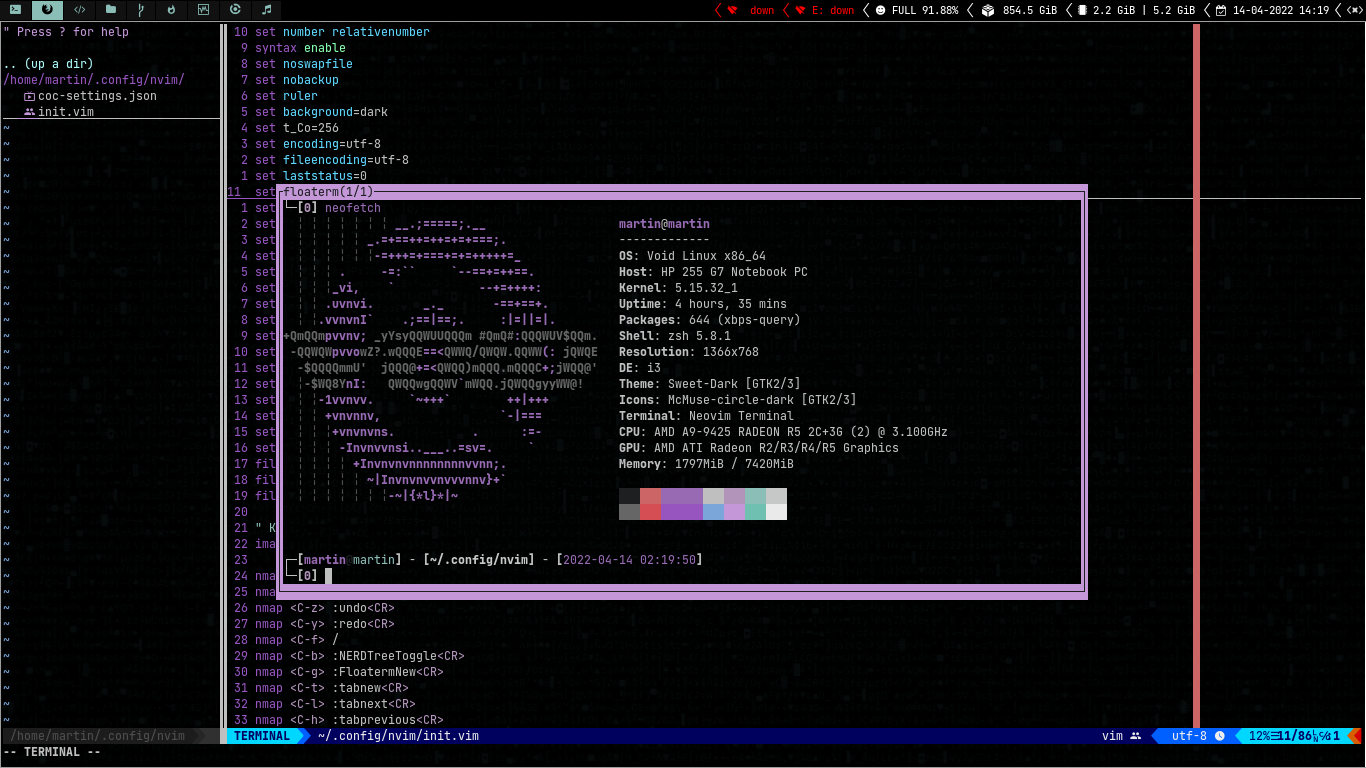 down E: down FULL 91.88% 854.5 GiB 2.2 GiB | 5.2 GiB 14-04-2022 14:19
" Press ? for help
.. (up a dir)
/home/martin/.config/nvim/
coc-settings.json
init.vim
10 set number relativenumber
9 syntax enable
8 set noswapfile
7 set nobackup
6 set ruler
5 set background=dark
4 set t_Co=256
3 set encoding=utf-8
2 set fileencoding=utf-8
1 set laststatus=0
11 set
1 set
2 set
3 set
4 set
5 set
6 set
7 set
8 set
9 set
10 set
11 set
12 set
13 set
14 set
15 set
16 set
17 fil
18 fil
19 fil
20
21 " K
22 ima
23
24 nma
25 nma
26 nmap <C-z> :undo<CR>
27 nmap <C-y> :redo<CR>
28 nmap <C-f> /
29 nmap <C-b> :NERDTreeToggle<CR>
30 nmap <C-g> :FloatermNew<CR>
31 nmap <C-t> :tabnew<CR>
32 nmap <C-l> :tabnext<CR>
33 nmap <C-h> :tabprevious<CR>
floaterm(1/1)
└─[0] neofetch
martin@martin
-------------
OS: Void Linux x86_64
Host: HP 255 G7 Notebook PC
Kernel: 5.15.32_1
Uptime: 4 hours, 35 mins
Packages: 644 (xbps-query)
Shell: zsh 5.8.1
Resolution: 1366x768
DE: i3
Theme: Sweet-Dark [GTK2/3]
Icons: McMuse-circle-dark [GTK2/3]
Terminal: Neovim Terminal
CPU: AMD A9-9425 RADEON R5 2C+3G (2) @ 3.100GHz
GPU: AMD ATI Radeon R2/R3/R4/R5 Graphics
Memory: 1797MiB / 7420MiB
┌─[martin@martin] - [~/.config/nvim] - [2022-04-14 02:19:50]
└─[0]
/home/martin/.config/nvim TERMINAL ~/.config/nvim/init.vim vim utf-8 12% 11/86 1
-- TERMINAL --